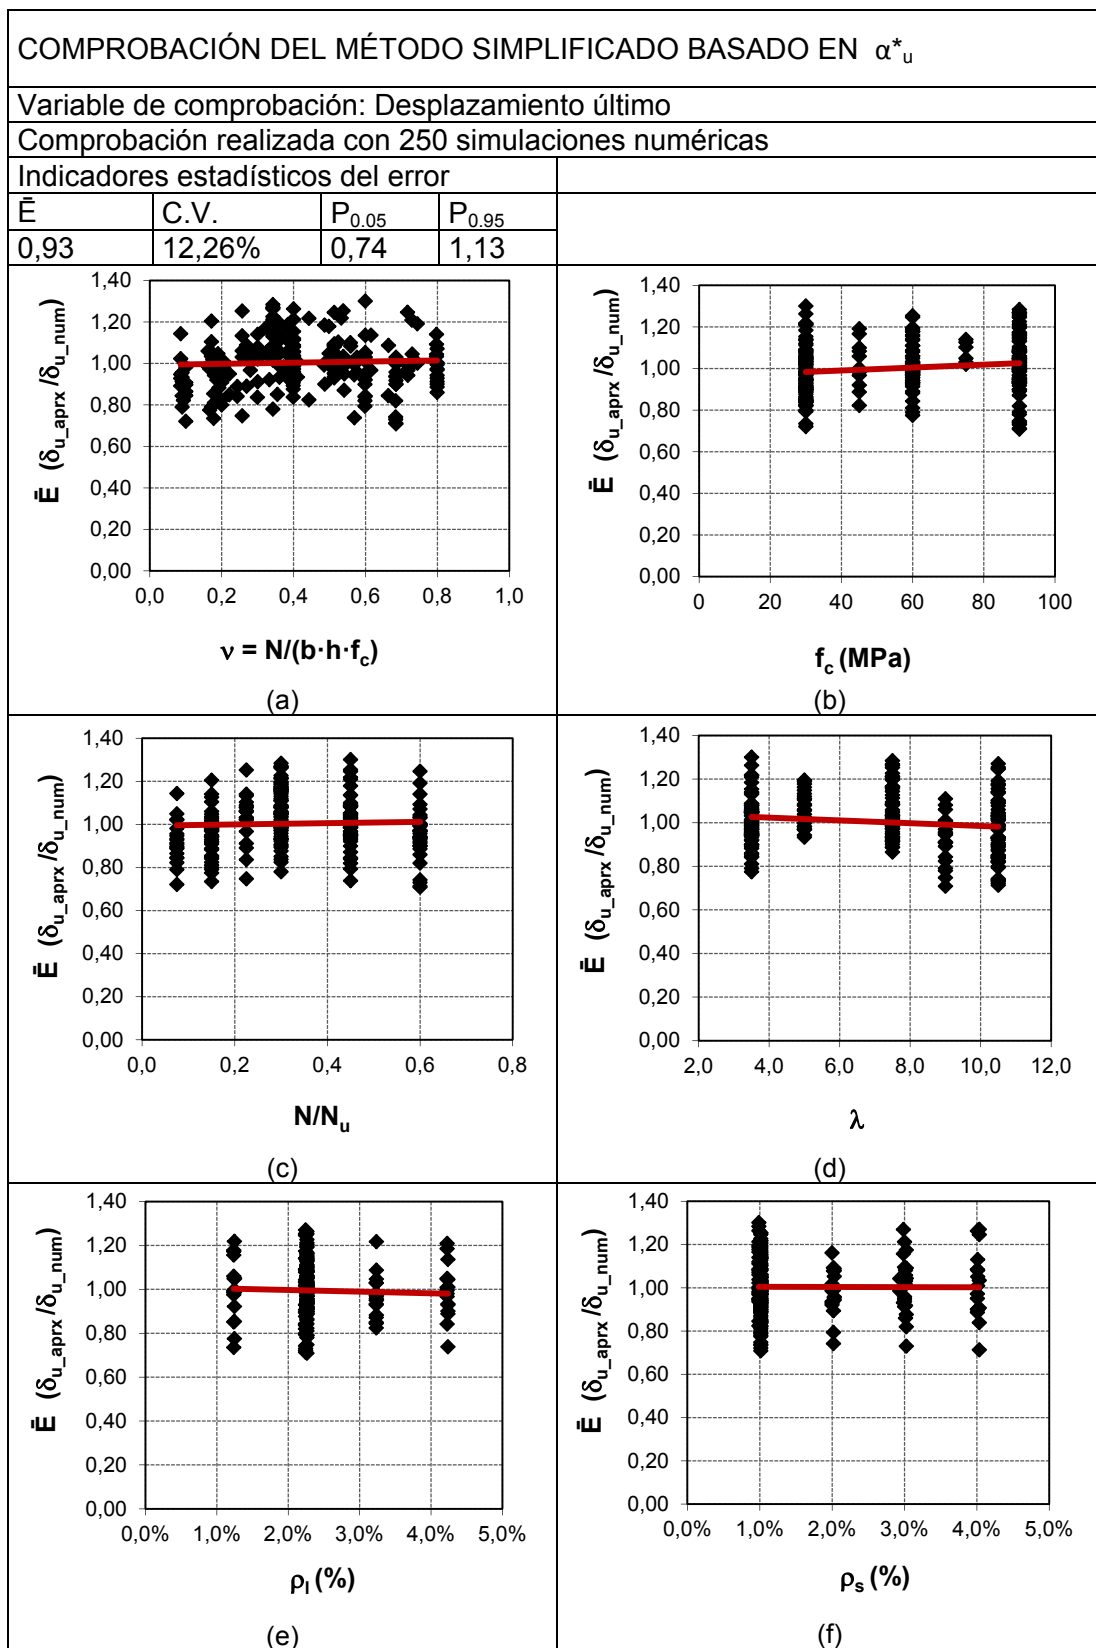 COMPROBACIÓN DEL MÉTODO SIMPLIFICADO BASADO EN α*u
Variable de comprobación: Desplazamiento último
Comprobación realizada con 250 simulaciones numéricas
Indicadores estadísticos del error
Ē C.V. P0.05 P0.95
0,93 12,26% 0,74 1,13
Ē (δu_aprx /δu_num)
1,40
1,20
1,00
0,80
0,60
0,40
0,20
0,00
0,0 0,2 0,4 0,6 0,8 1,0
ν = N/(b·h·fc)
(a)
Ē (δu_aprx /δu_num)
1,40
1,20
1,00
0,80
0,60
0,40
0,20
0,00
0 20 40 60 80 100
fc (MPa)
(b)
Ē (δu_aprx /δu_num)
1,40
1,20
1,00
0,80
0,60
0,40
0,20
0,00
0,0 0,2 0,4 0,6 0,8
N/Nu
(c)
Ē (δu_aprx /δu_num)
1,40
1,20
1,00
0,80
0,60
0,40
0,20
0,00
2,0 4,0 6,0 8,0 10,0 12,0
λ
(d)
Ē (δu_aprx /δu_num)
1,40
1,20
1,00
0,80
0,60
0,40
0,20
0,00
0,0% 1,0% 2,0% 3,0% 4,0% 5,0%
ρl (%)
(e)
Ē (δu_aprx /δu_num)
1,40
1,20
1,00
0,80
0,60
0,40
0,20
0,00
0,0% 1,0% 2,0% 3,0% 4,0% 5,0%
ρs (%)
(f)